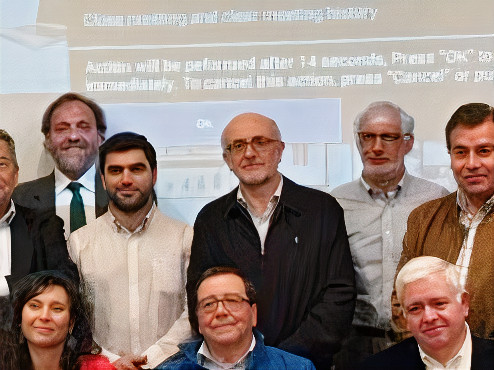 Close meeting and clear meeting history
Action will be performed after 14 seconds. Press "OK" to
immediately. To cancel this action, press "Cancel" or
OK